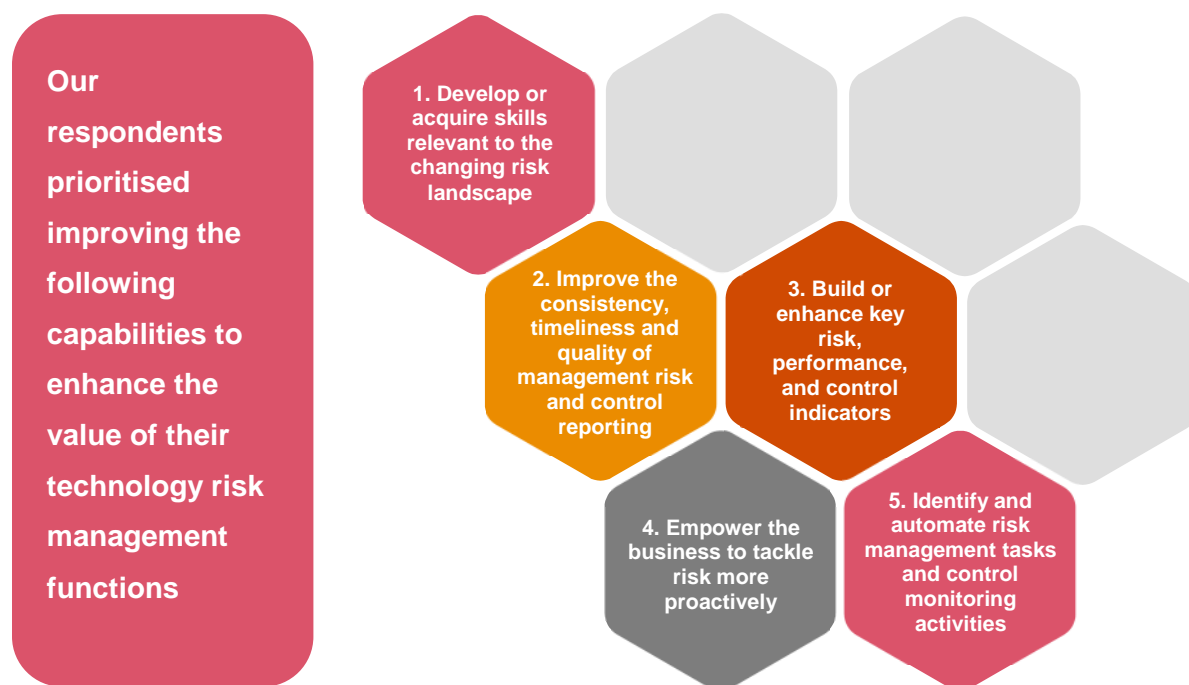 Our
respondents
prioritised
improving the
following
capabilities to
enhance the
value of their
technology risk
management
functions
1. Develop or
acquire skills
relevant to the
changing risk
landscape
2. Improve the
consistency,
timeliness and
quality of
management risk
and control
reporting
3. Build or
enhance key
risk,
performance,
and control
indicators
4. Empower the
business to tackle
risk more
proactively
5. Identify and
automate risk
management tasks
and control
monitoring
activities